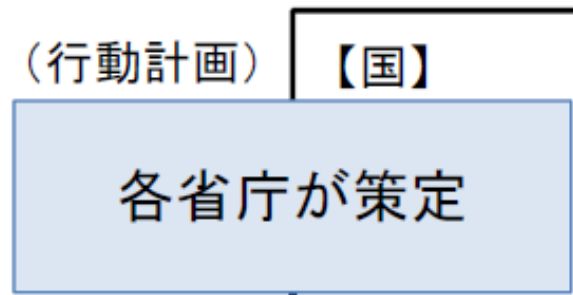 （行動計画）
【国】
各省庁が策定